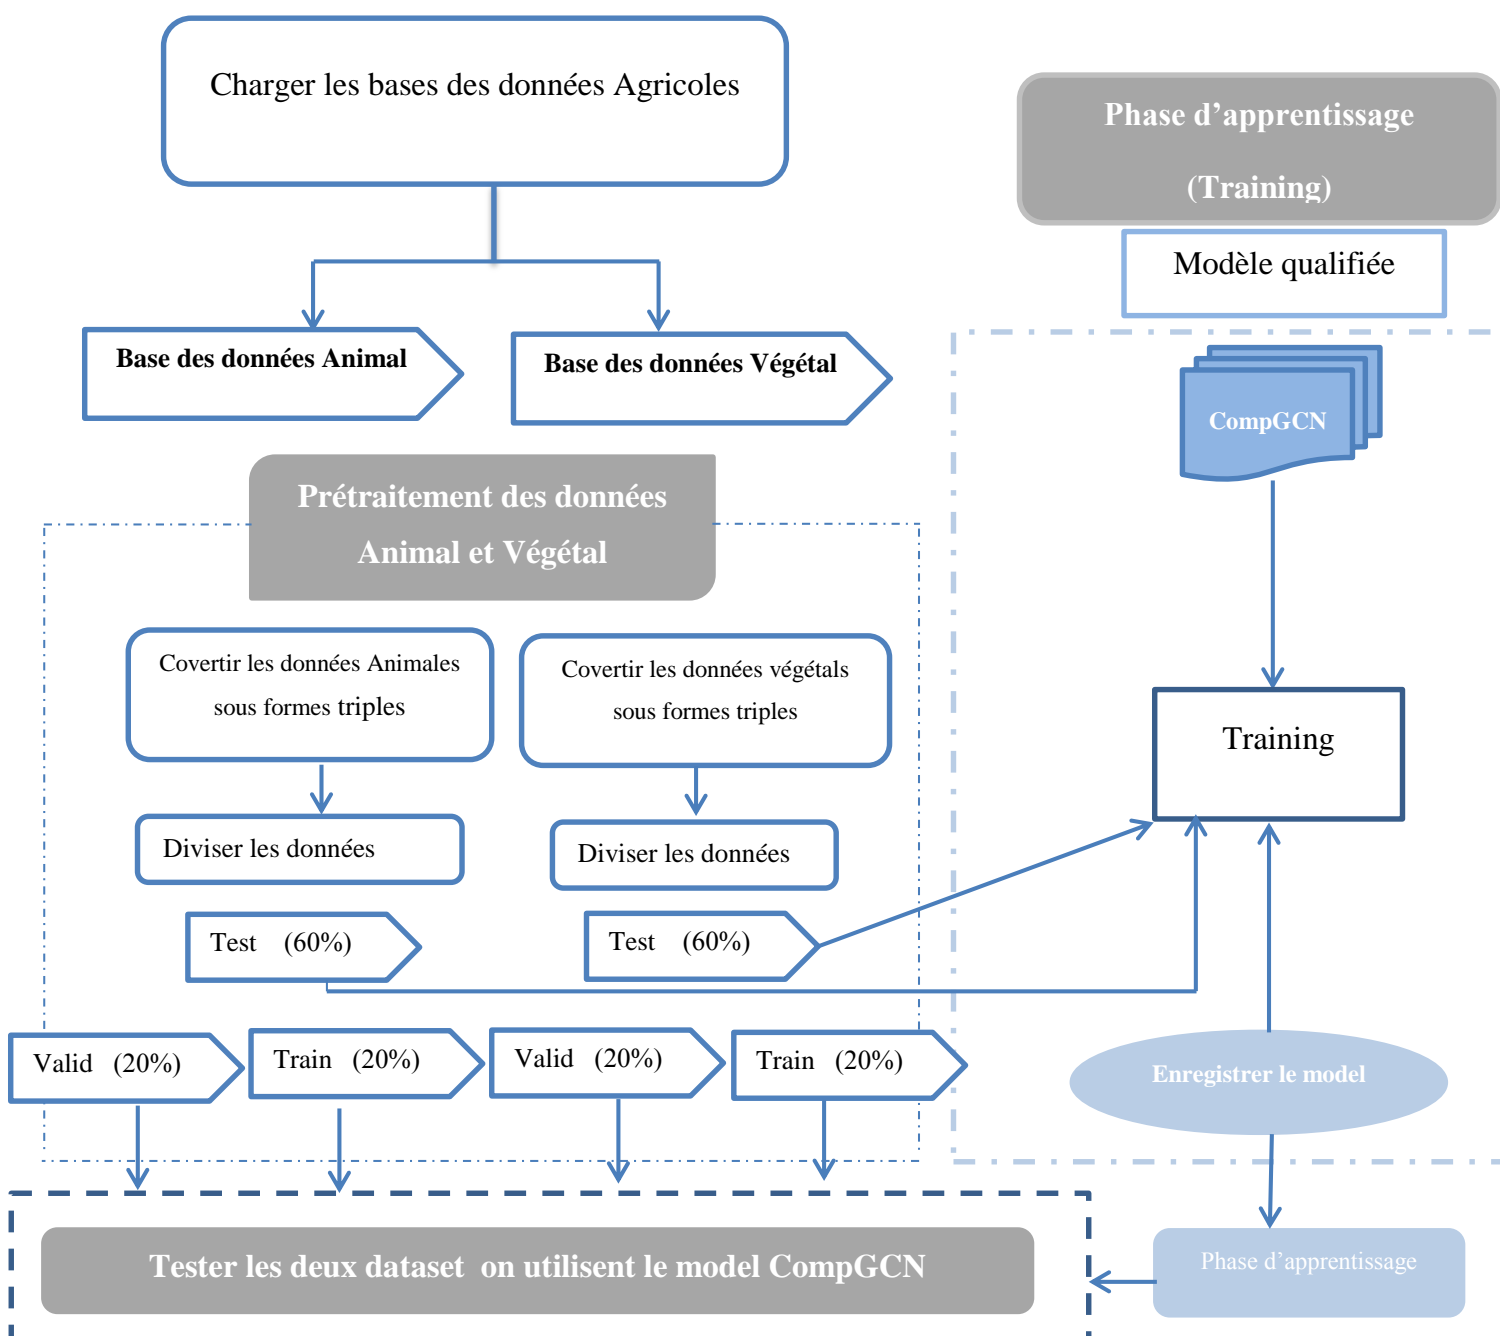 Charger les bases des données Agricoles
Phase d’apprentissage
(Training)
Modèle qualifiée
Base des données Animal
Base des données Végétal
CompGCN
Prétraitement des données
Animal et Végétal
Covertir les données Animales
sous formes triples
Covertir les données végétals
sous formes triples
Training
Diviser les données
Diviser les données
Test (60%)
Test (60%)
Valid (20%)
Train (20%)
Valid (20%)
Train (20%)
Enregistrer le model
Tester les deux dataset on utilisent le model CompGCN
Phase d’apprentissage